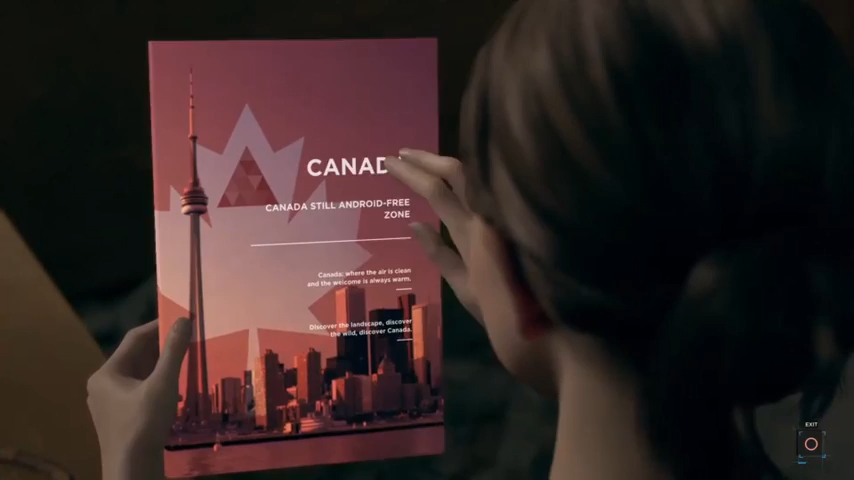 CANAD
CANADA STILL ANDROID-FREE
ZONE
Canada: where the air is clean
and the welcome is always warm.
Discover the landscape, discover
the wild, discover Canada.
EXIT